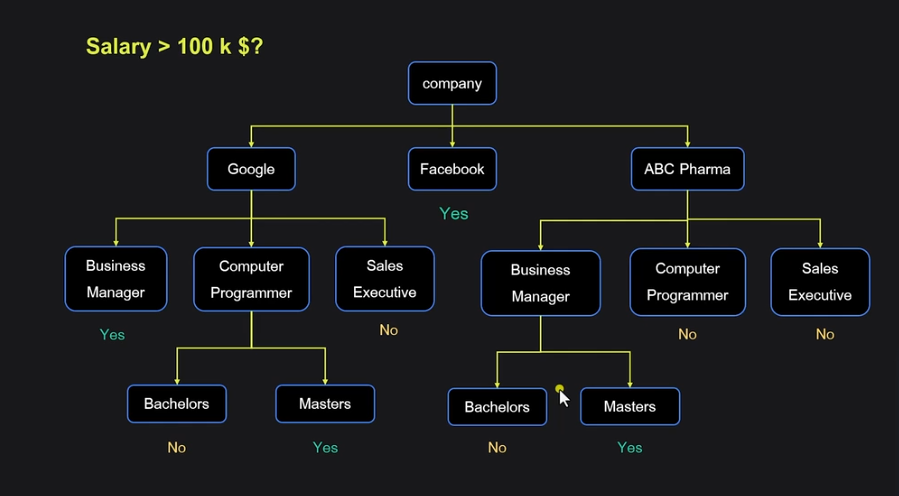 Salary > 100 k $?
company
Google
Facebook
ABC Pharma
Yes
Business
Manager
Computer
Programmer
Sales
Executive
Business
Manager
Computer
Programmer
Sales
Executive
Yes
No
No
No
Bachelors
Masters
Bachelors
Masters
No
Yes
No
Yes